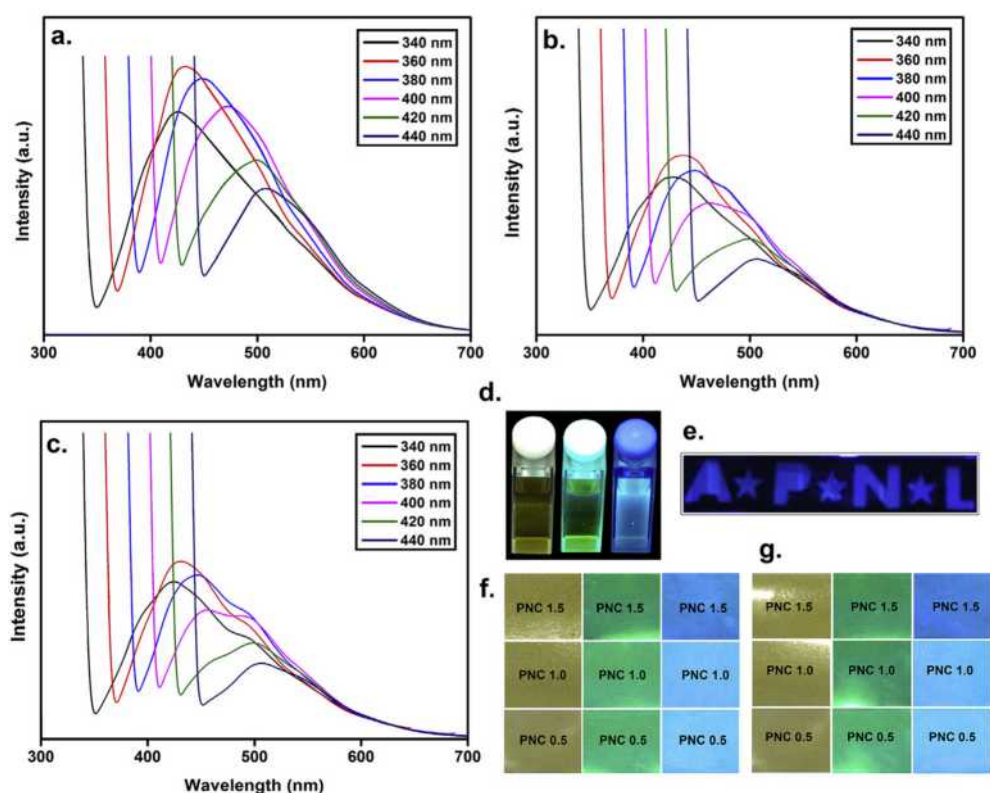 a.
340 nm
360 nm
380 nm
400 nm
420 nm
440 nm
Intensity (a.u.)
300 400 500 600 700
Wavelength (nm)
b.
340 nm
360 nm
380 nm
400 nm
420 nm
440 nm
Intensity (a.u.)
300 400 500 600 700
Wavelength (nm)
c.
340 nm
360 nm
380 nm
400 nm
420 nm
440 nm
Intensity (a.u.)
300 400 500 600 700
Wavelength (nm)
d.
e.
A★P★N★L
f.
PNC 1.5 PNC 1.5 PNC 1.5
PNC 1.0 PNC 1.0 PNC 1.0
PNC 0.5 PNC 0.5 PNC 0.5
g.
PNC 1.5 PNC 1.5 PNC 1.5
PNC 1.0 PNC 1.0 PNC 1.0
PNC 0.5 PNC 0.5 PNC 0.5